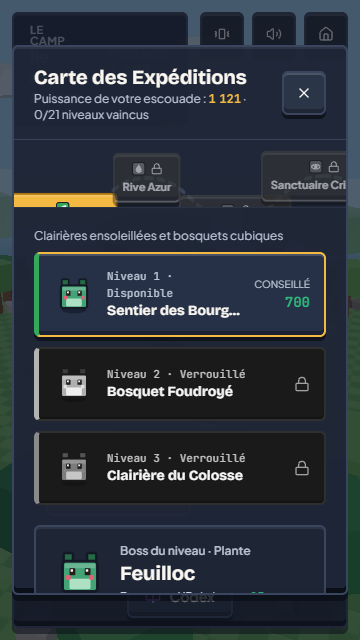 LE
CAMP
Carte des Expéditions
Puissance de votre escouade : 1 121 ·
0/21 niveaux vaincus
Rive Azur
Sanctuaire Cri
Clairières ensoleillées et bosquets cubiques
Niveau 1 ·
Disponible
Sentier des Bourg…
CONSEILLÉ
700
Niveau 2 · Verrouillé
Bosquet Foudroyé
Niveau 3 · Verrouillé
Clairière du Colosse
Boss du niveau · Plante
Feuilloc
Codex